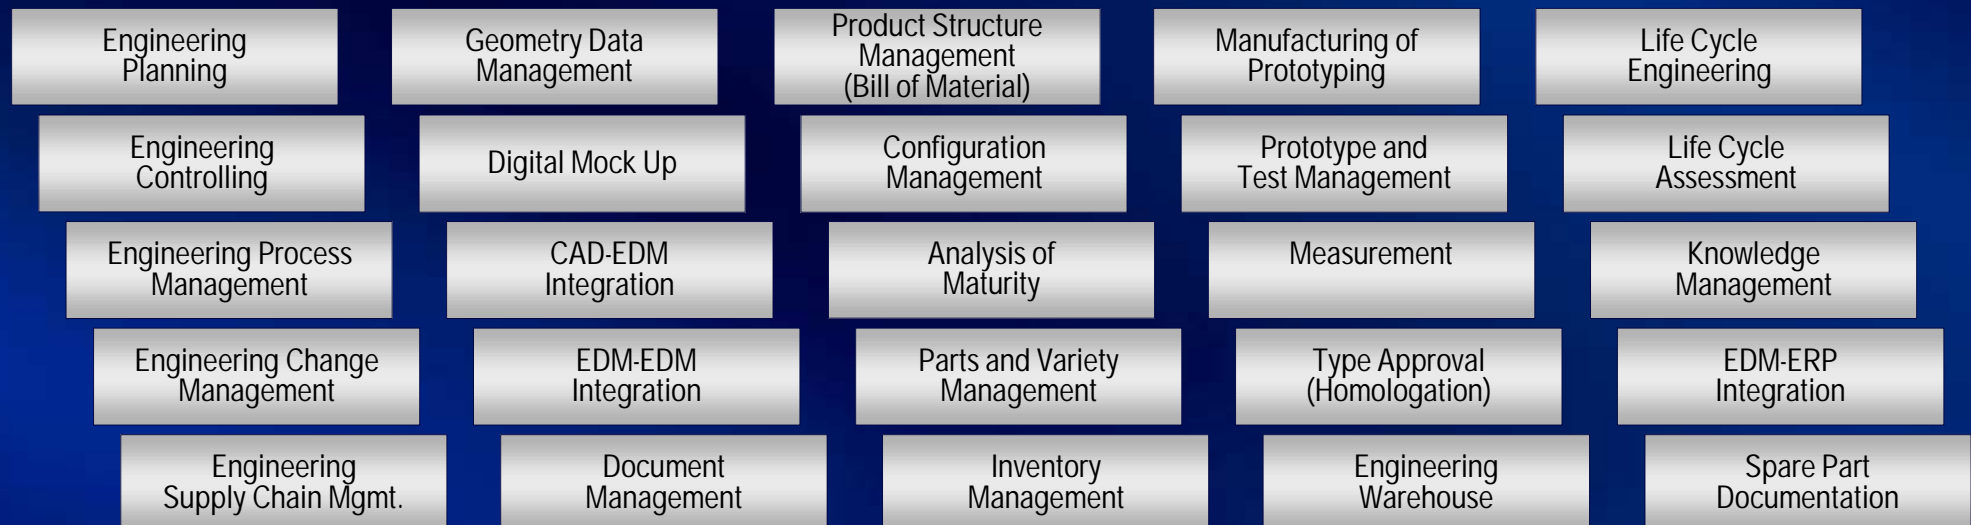 Engineering
Planning
Geometry Data
Management
Product Structure
Management
(Bill of Material)
Manufacturing of
Prototyping
Life Cycle
Engineering
Engineering
Controlling
Digital Mock Up
Configuration
Management
Prototype and
Test Management
Life Cycle
Assessment
Engineering Process
Management
CAD-EDM
Integration
Analysis of
Maturity
Measurement
Knowledge
Management
Engineering Change
Management
EDM-EDM
Integration
Parts and Variety
Management
Type Approval
(Homologation)
EDM-ERP
Integration
Engineering
Supply Chain Mgmt.
Document
Management
Inventory
Management
Engineering
Warehouse
Spare Part
Documentation